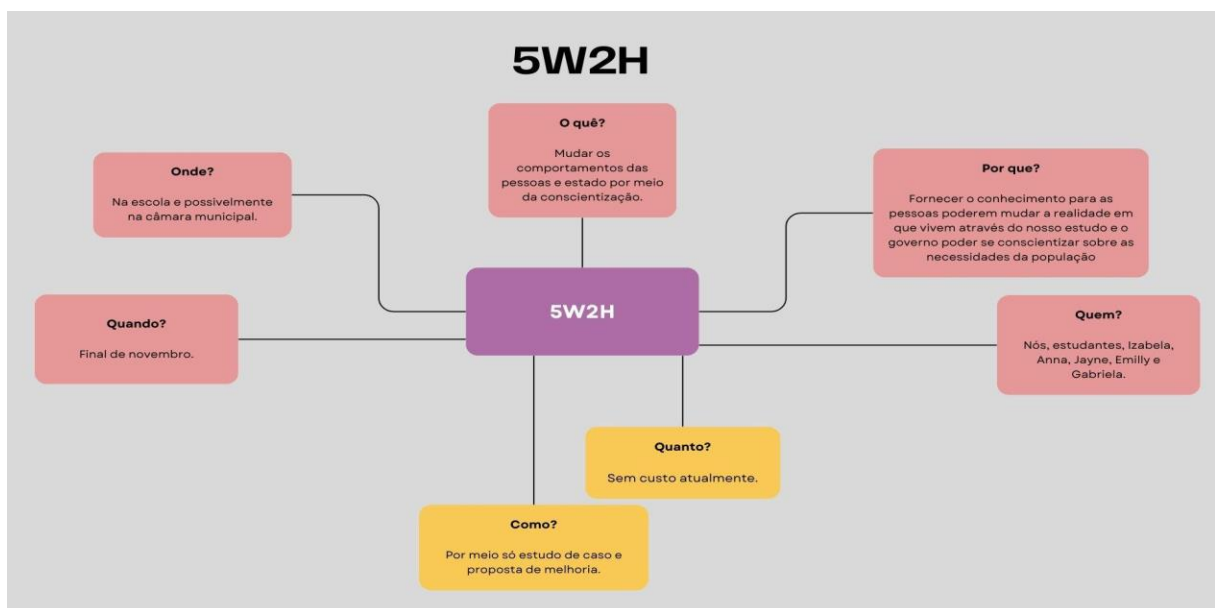 5W2H
O quê?
Mudar os
comportamentos das
pessoas e estado por meio
da conscientização.
Onde?
Na escola e possivelmente
na câmara municipal.
Por que?
Fornecer o conhecimento para as
pessoas poderem mudar a realidade em
que vivem através do nosso estudo e o
governo poder se conscientizar sobre as
necessidades da população
5W2H
Quando?
Final de novembro.
Quem?
Nós, estudantes, Izabela,
Anna, Jayne, Emilly e
Gabriela.
Quanto?
Sem custo atualmente.
Como?
Por meio só estudo de caso e
proposta de melhoria.